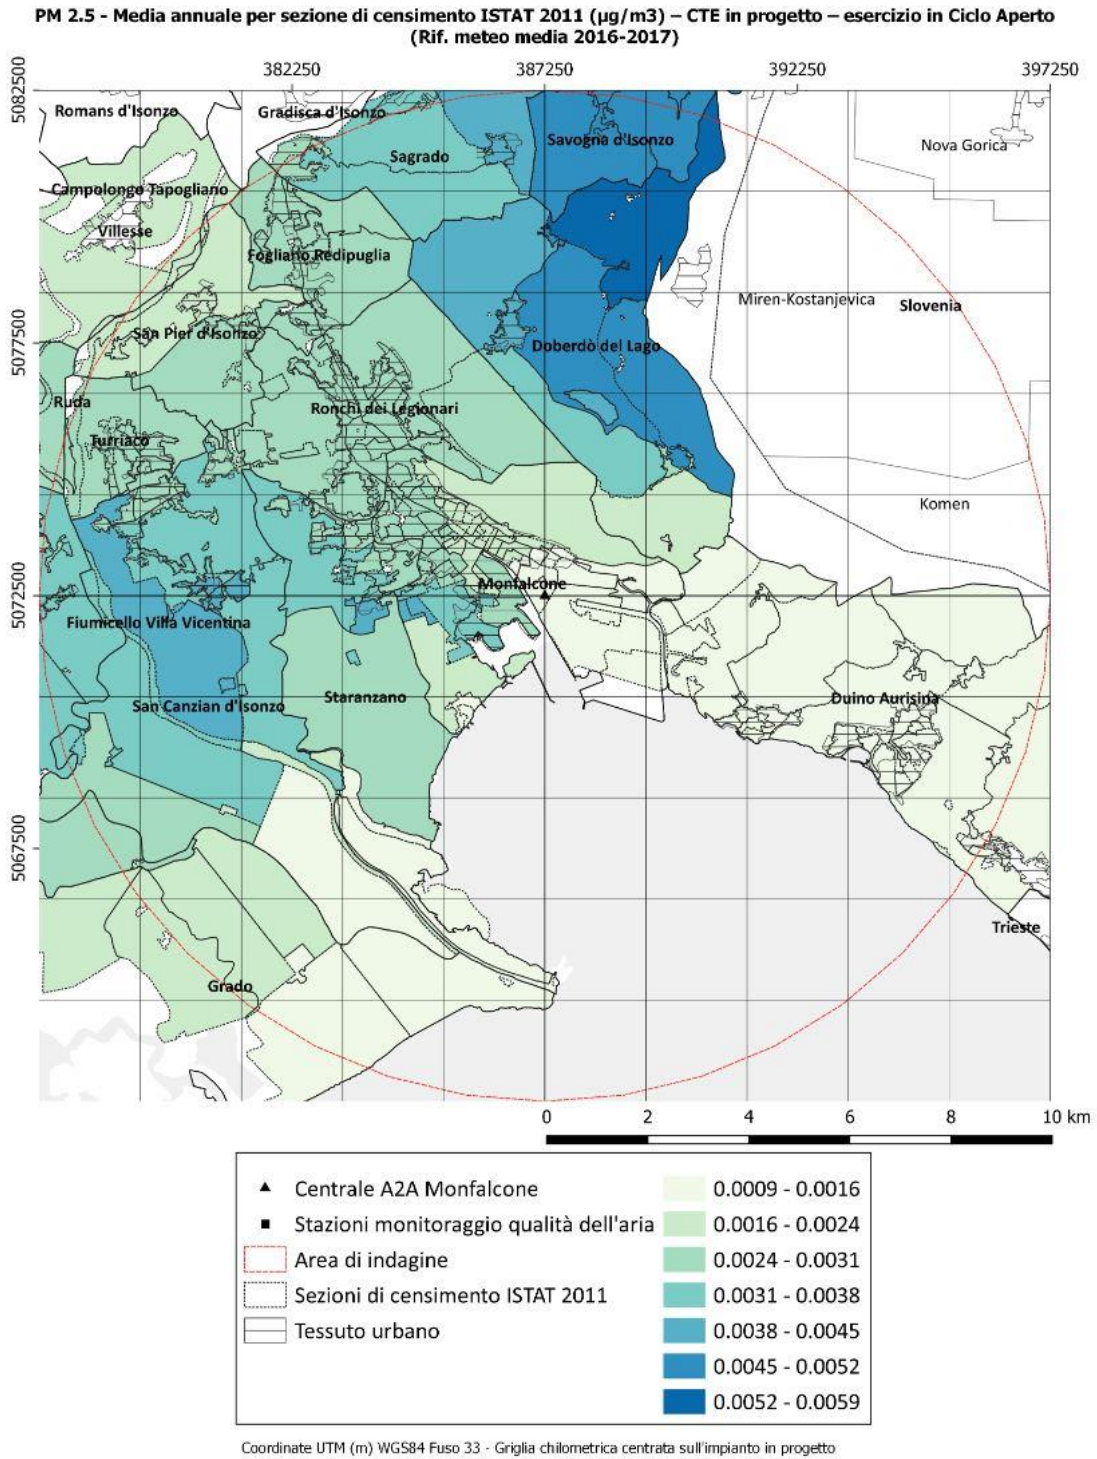 PM 2.5 - Media annuale per sezione di censimento ISTAT 2011 (µg/m3) – CTE in progetto – esercizio in Ciclo Aperto
(Rif. meteo media 2016-2017)
382250 387250 392250 397250
5082500
Romans d'Isonzo
Gradisca d'Isonzo
Savogna d'Isonzo
Nova Gorica
Sagrado
Campolongo Tapogliano
Villesse
Fogliano Redipuglia
Miren-Kostanjevica
Slovenia
San Pier d'Isonzo
5077500
Doberdò del Lago
Ruda
Ronchi dei Legionari
Turriaco
Komen
Monfalcone
5072500
Fiumicello Villa Vicentina
Staranzano
Duino Aurisina
San Canzian d'Isonzo
5067500
Trieste
Grado
0 2 4 6 8 10 km
Centrale A2A Monfalcone
Stazioni monitoraggio qualità dell'aria
Area di indagine
Sezioni di censimento ISTAT 2011
Tessuto urbano
0.0009 - 0.0016
0.0016 - 0.0024
0.0024 - 0.0031
0.0031 - 0.0038
0.0038 - 0.0045
0.0045 - 0.0052
0.0052 - 0.0059
Coordinate UTM (m) WGS84 Fuso 33 - Griglia chilometrica centrata sull'impianto in progetto